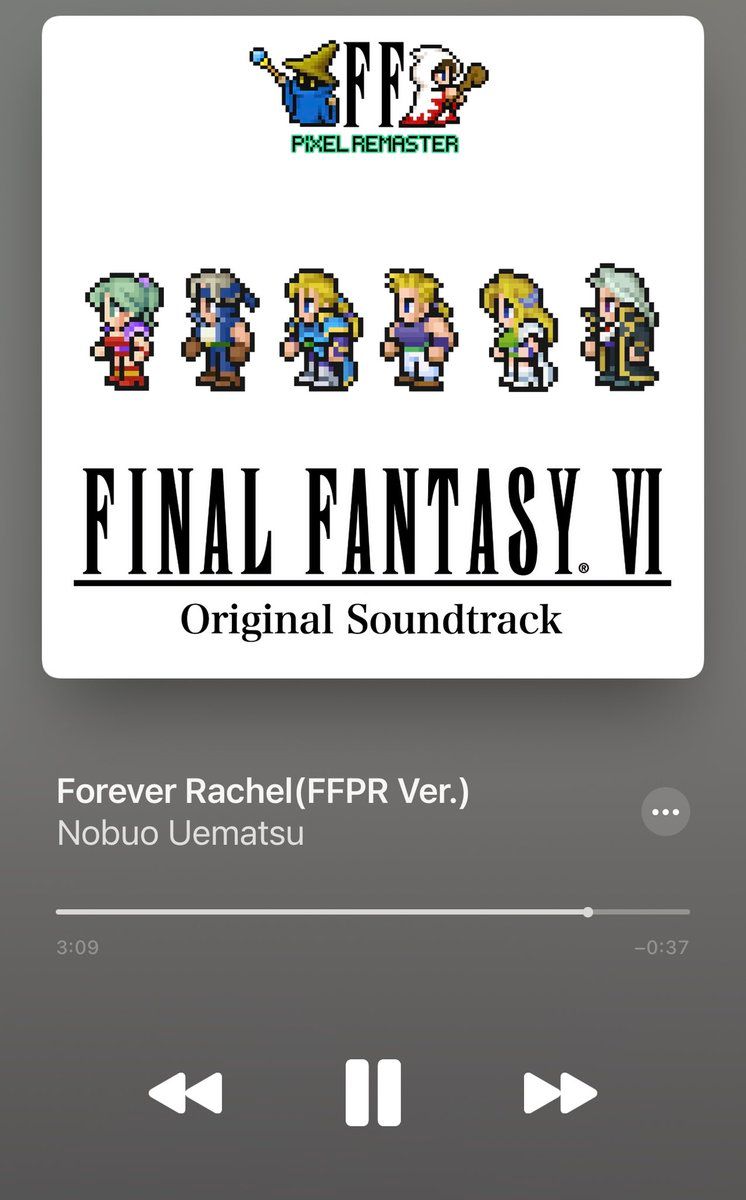 FF
PIXEL REMASTER
FINAL FANTASY® VI
Original Soundtrack
Forever Rachel(FFPR Ver.)
Nobuo Uematsu
3:09
–0:37